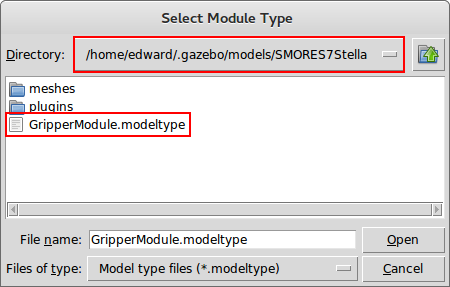 Select Module Type
Directory: /home/edward/.gazebo/models/SMORES7Stella
meshes
plugins
GripperModule.modeltype
File name: GripperModule.modeltype Open
Files of type: Model type files (*.modeltype) Cancel